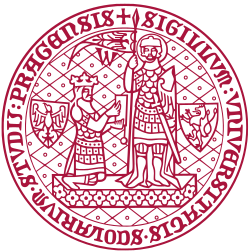 SIGILLVM : VNIVERSITATIS : SCOLARIVM : STVDII : PRAGENSIS
W